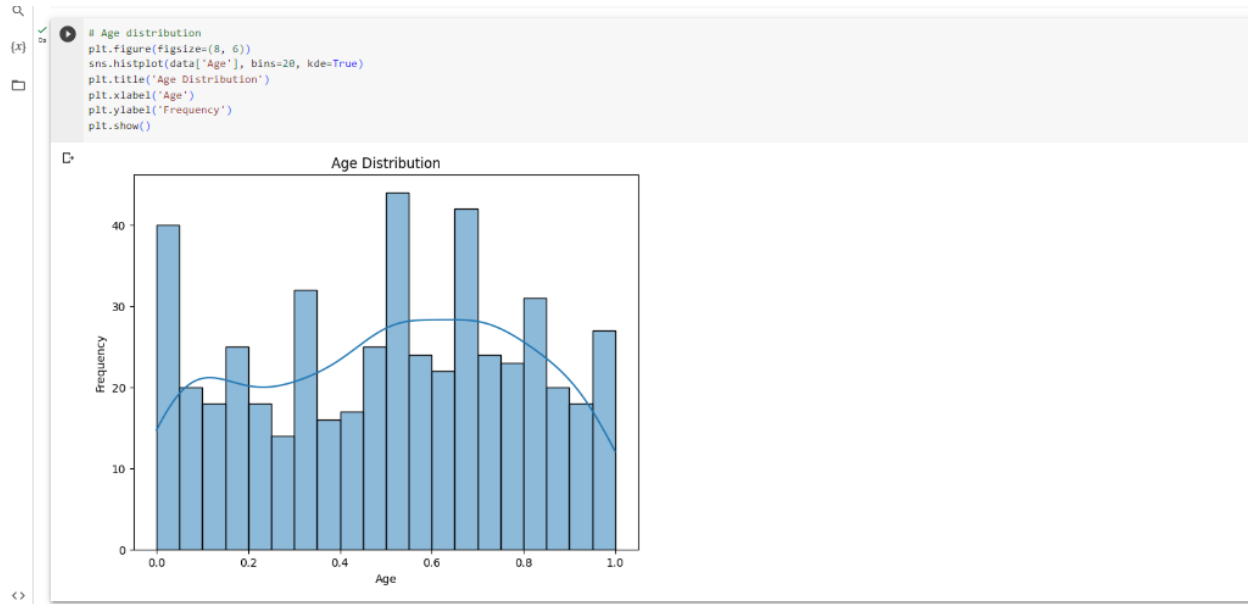 {x}
0s
# Age distribution
plt.figure(figsize=(8, 6))
sns.histplot(data['Age'], bins=20, kde=True)
plt.title('Age Distribution')
plt.xlabel('Age')
plt.ylabel('Frequency')
plt.show()
Age Distribution
40
30
20
10
0
Frequency
0.0 0.2 0.4 0.6 0.8 1.0
Age
<>